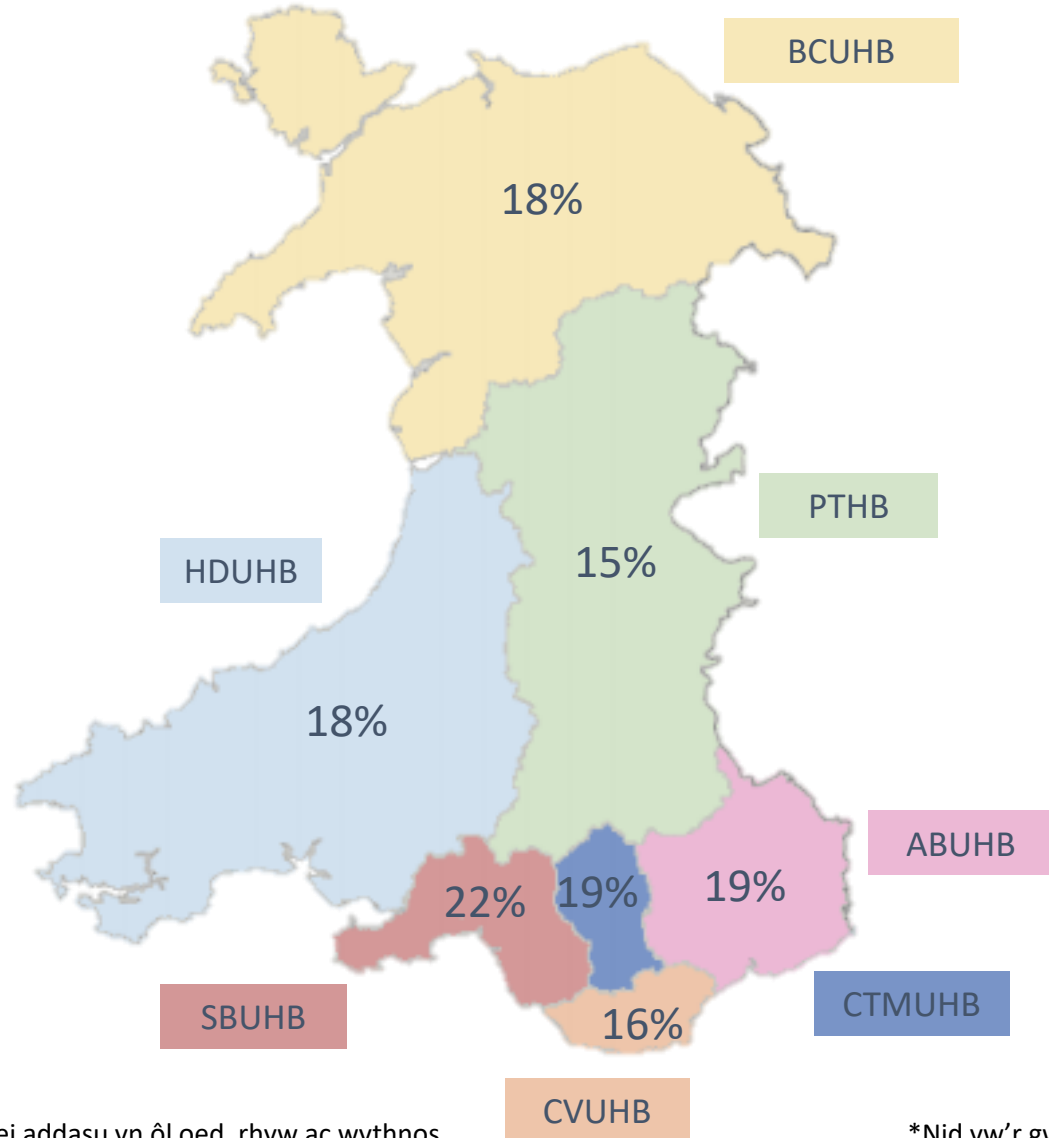 BCUHB
18%
PTHB
HDUHB
15%
18%
ABUHB
22%
19%
19%
SBUHB
CTMUHB
16%
CVUHB
addasu yn ôl oed, rhyw ac wythnos
*Nid yw'r